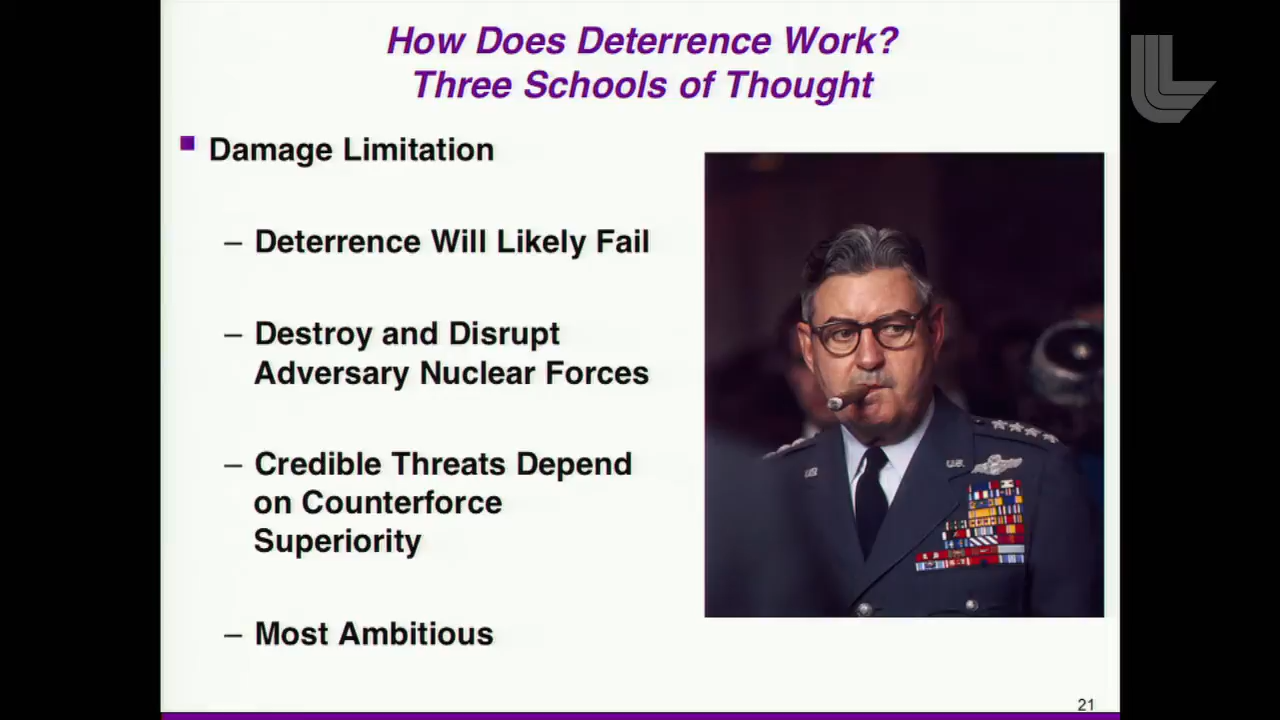 How Does Deterrence Work?
Three Schools of Thought
Damage Limitation
– Deterrence Will Likely Fail
– Destroy and Disrupt
Adversary Nuclear Forces
– Credible Threats Depend
on Counterforce
Superiority
– Most Ambitious
21